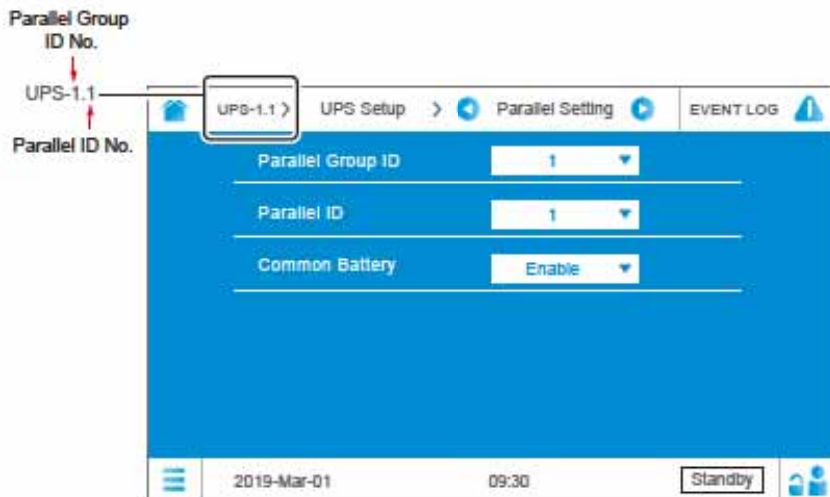 Parallel Group
ID No.
UPS-1.1
Parallel ID No.
UPS-1.1 > UPS Setup > Parallel Setting EVENT LOG
Parallel Group ID 1
Parallel ID 1
Common Battery Enable
2019-Mar-01 09:30 Standby